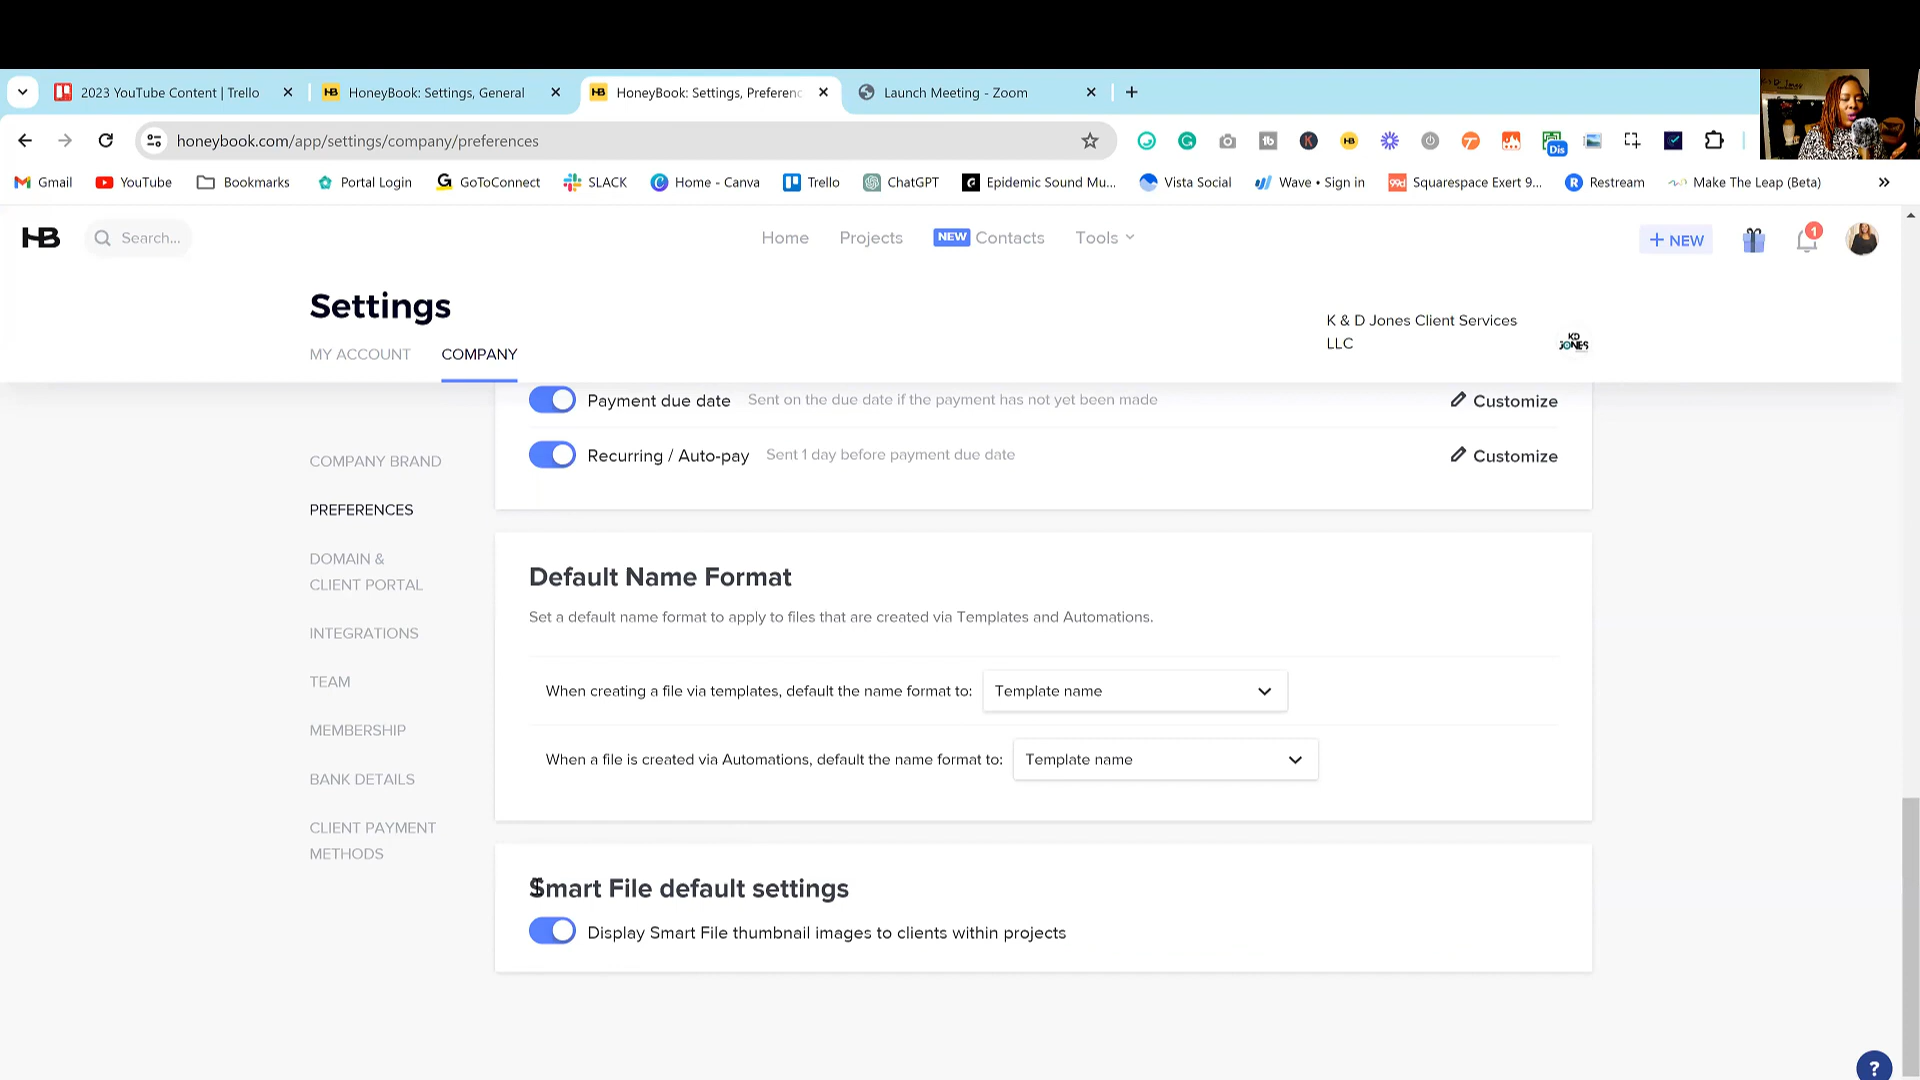 2023 YouTube Content | Trello
HB HoneyBook: Settings, General
HB HoneyBook: Settings, Preferenc
Launch Meeting - Zoom
honeybook.com/app/settings/company/preferences
Gmail
YouTube
Bookmarks
Portal Login
GoToConnect
SLACK
Home - Canva
Trello
ChatGPT
Epidemic Sound Mu...
Vista Social
Wave • Sign in
Squarespace Exert 9...
Restream
Make The Leap (Beta)
HB
Search...
Home
Projects
NEW Contacts
Tools
+ NEW
1
Settings
K & D Jones Client Services
LLC
KD
JONES
MY ACCOUNT
COMPANY
Payment due date Sent on the due date if the payment has not yet been made Customize
Recurring / Auto-pay Sent 1 day before payment due date Customize
COMPANY BRAND
PREFERENCES
DOMAIN &
CLIENT PORTAL
INTEGRATIONS
TEAM
MEMBERSHIP
BANK DETAILS
CLIENT PAYMENT
METHODS
Default Name Format
Set a default name format to apply to files that are created via Templates and Automations.
When creating a file via templates, default the name format to: Template name
When a file is created via Automations, default the name format to: Template name
Smart File default settings
Display Smart File thumbnail images to clients within projects
?